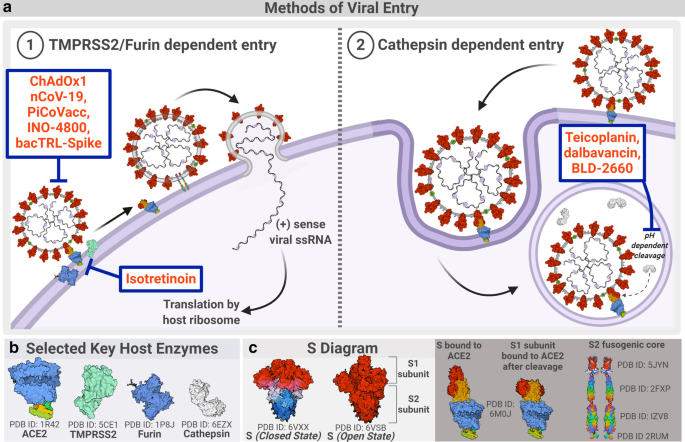 a
Methods of Viral Entry
1 TMPRSS2/Furin dependent entry
ChAdOx1
nCoV-19,
PiCoVacc,
INO-4800,
bacTRL-Spike
Isotretinoin
(+) sense
viral ssRNA
Translation by
host ribosome
2 Cathepsin dependent entry
Teicoplanin,
dalbavancin,
BLD-2660
pH
dependent
cleavage
b Selected Key Host Enzymes
PDB ID: 1R42
ACE2
PDB ID: 5CE1
TMPRSS2
PDB ID: 1P8J
Furin
PDB ID: 6EZX
Cathepsin
c S Diagram
S1
subunit
S2
subunit
PDB ID: 6VXX
S (Closed State)
PDB ID: 6VSB
S (Open State)
S bound to
ACE2
S1 subunit
bound to ACE2
after cleavage
PDB ID:
6M0J
S2 fusogenic core
PDB ID: 5JYN
PDB ID: 2FXP
PDB ID: IZV8
PDB ID: 2RUM